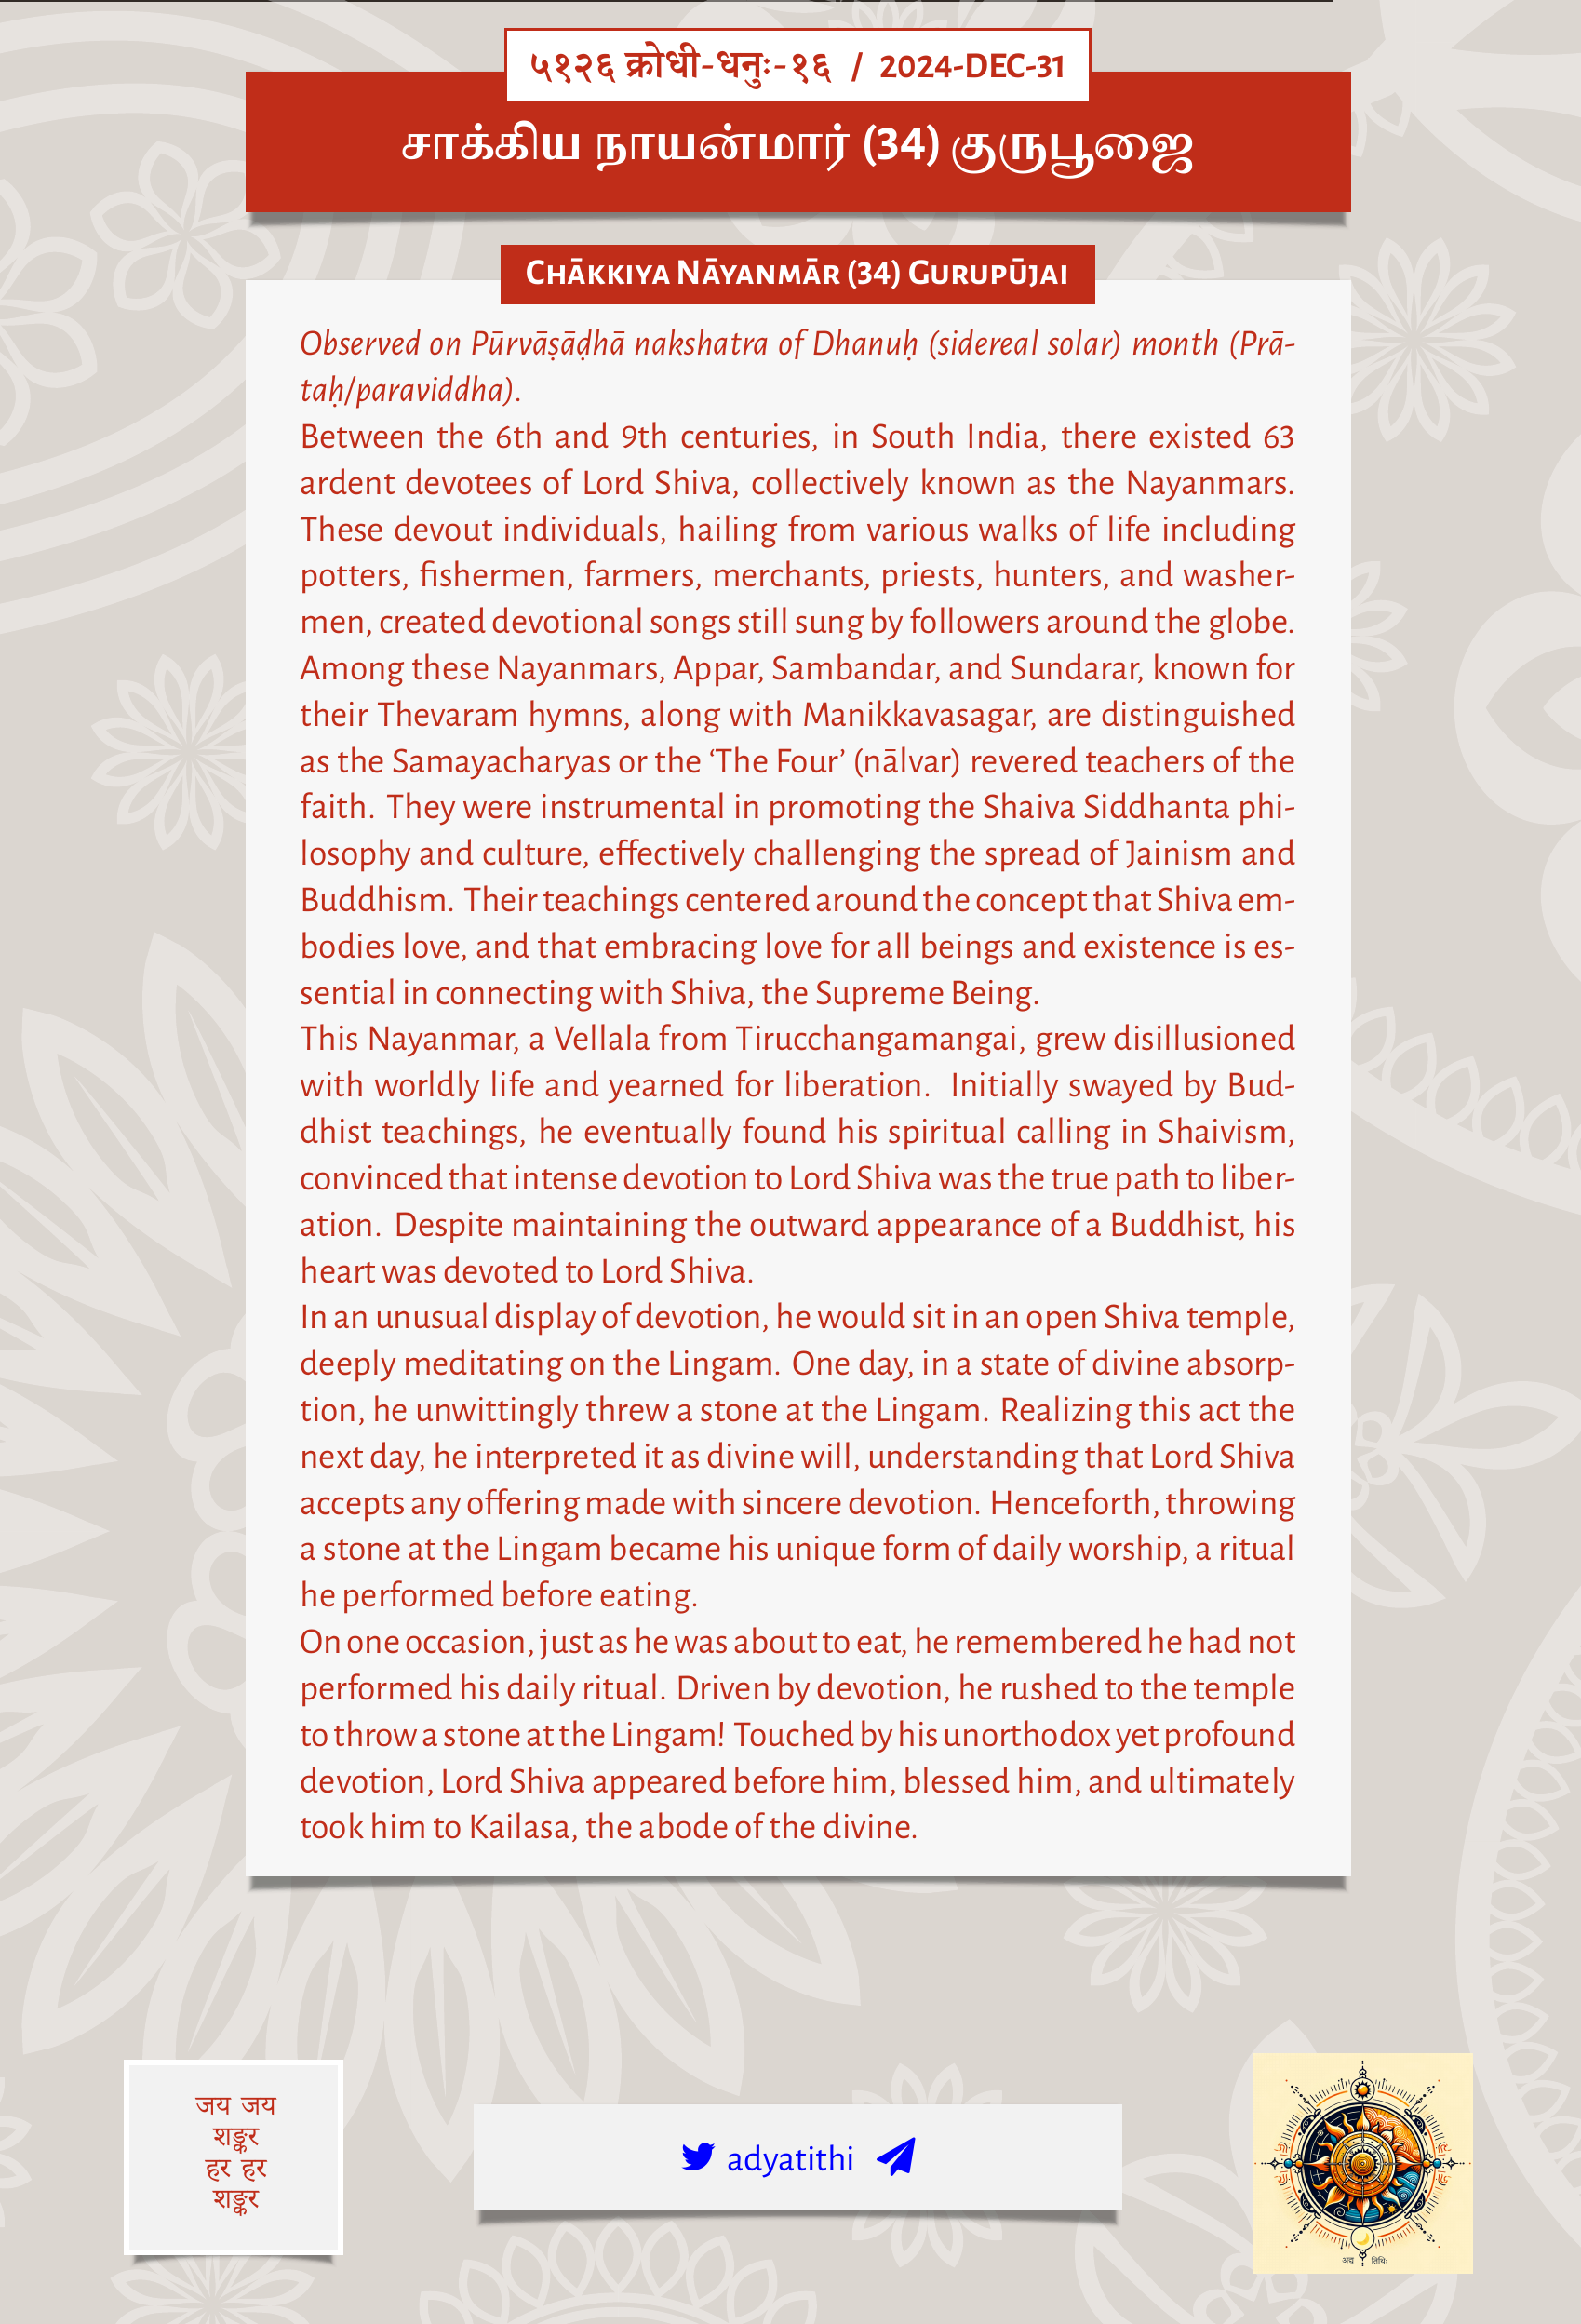 ५१२६ क्रोधी-धनुः-१६ / 2024-DEC-31
சாக்கிய நாயன்மார் (34) குருபூஜை
Chākkiya Nāyanmār (34) Gurupūjai
Observed on Pūrvāṣāḍhā nakshatra of Dhanuḥ (sidereal solar) month (Prā-
taḥ/paraviddha).
Between the 6th and 9th centuries, in South India, there existed 63
ardent devotees of Lord Shiva, collectively known as the Nayanmars.
These devout individuals, hailing from various walks of life including
potters, fishermen, farmers, merchants, priests, hunters, and washer-
men, created devotional songs still sung by followers around the globe.
Among these Nayanmars, Appar, Sambandar, and Sundarar, known for
their Thevaram hymns, along with Manikkavasagar, are distinguished
as the Samayacharyas or the ‘The Four’ (nālvar) revered teachers of the
faith. They were instrumental in promoting the Shaiva Siddhanta phi-
losophy and culture, effectively challenging the spread of Jainism and
Buddhism. Their teachings centered around the concept that Shiva em-
bodies love, and that embracing love for all beings and existence is es-
sential in connecting with Shiva, the Supreme Being.
This Nayanmar, a Vellala from Tirucchangamangai, grew disillusioned
with worldly life and yearned for liberation. Initially swayed by Bud-
dhist teachings, he eventually found his spiritual calling in Shaivism,
convinced that intense devotion to Lord Shiva was the true path to liber-
ation. Despite maintaining the outward appearance of a Buddhist, his
heart was devoted to Lord Shiva.
In an unusual display of devotion, he would sit in an open Shiva temple,
deeply meditating on the Lingam. One day, in a state of divine absorp-
tion, he unwittingly threw a stone at the Lingam. Realizing this act the
next day, he interpreted it as divine will, understanding that Lord Shiva
accepts any offering made with sincere devotion. Henceforth, throwing
a stone at the Lingam became his unique form of daily worship, a ritual
he performed before eating.
On one occasion, just as he was about to eat, he remembered he had not
performed his daily ritual. Driven by devotion, he rushed to the temple
to throw a stone at the Lingam! Touched by his unorthodox yet profound
devotion, Lord Shiva appeared before him, blessed him, and ultimately
took him to Kailasa, the abode of the divine.
जय जय
शङ्कर
हर हर
शङ्कर
adyatithi
अद्य तिथिः